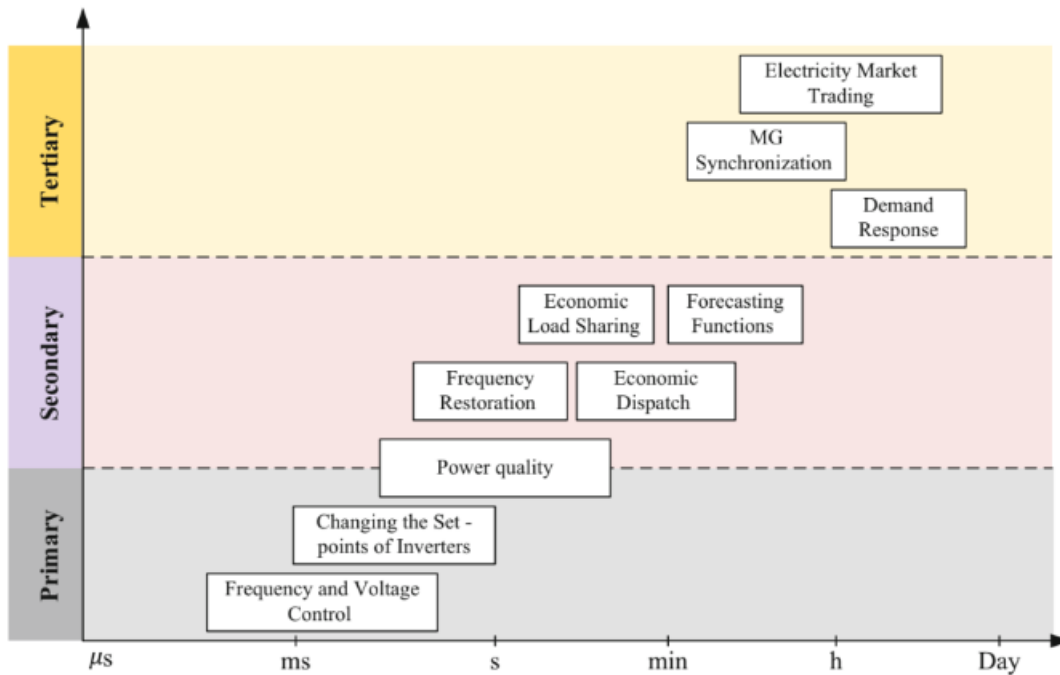 Tertiary
Electricity Market
Trading
MG
Synchronization
Demand
Response
Secondary
Economic
Load Sharing
Forecasting
Functions
Frequency
Restoration
Economic
Dispatch
Power quality
Primary
Changing the Set -
points of Inverters
Frequency and Voltage
Control
μs
ms
s
min
h
Day